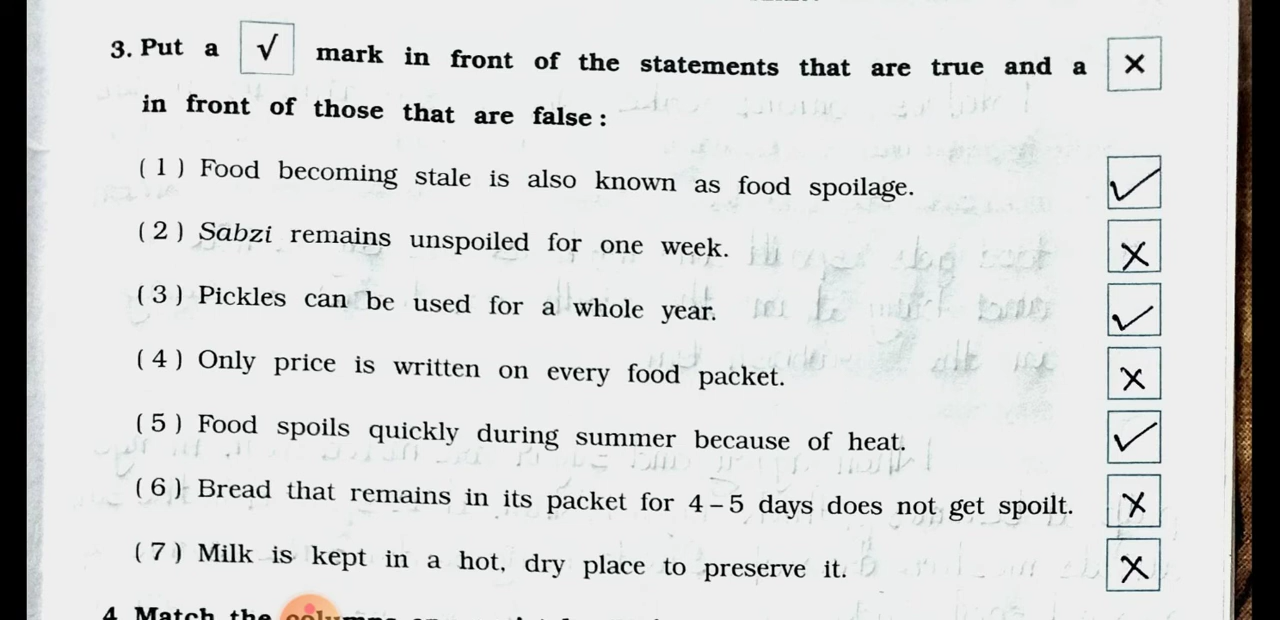 3. Put a √ mark in front of the statements that are true and a ×
in front of those that are false :
( 1 ) Food becoming stale is also known as food spoilage. ✓
( 2 ) Sabzi remains unspoiled for one week. ×
( 3 ) Pickles can be used for a whole year. ✓
( 4 ) Only price is written on every food packet. ×
( 5 ) Food spoils quickly during summer because of heat. ✓
( 6 ) Bread that remains in its packet for 4 – 5 days does not get spoilt. ×
( 7 ) Milk is kept in a hot, dry place to preserve it. ×
4 Match the columns